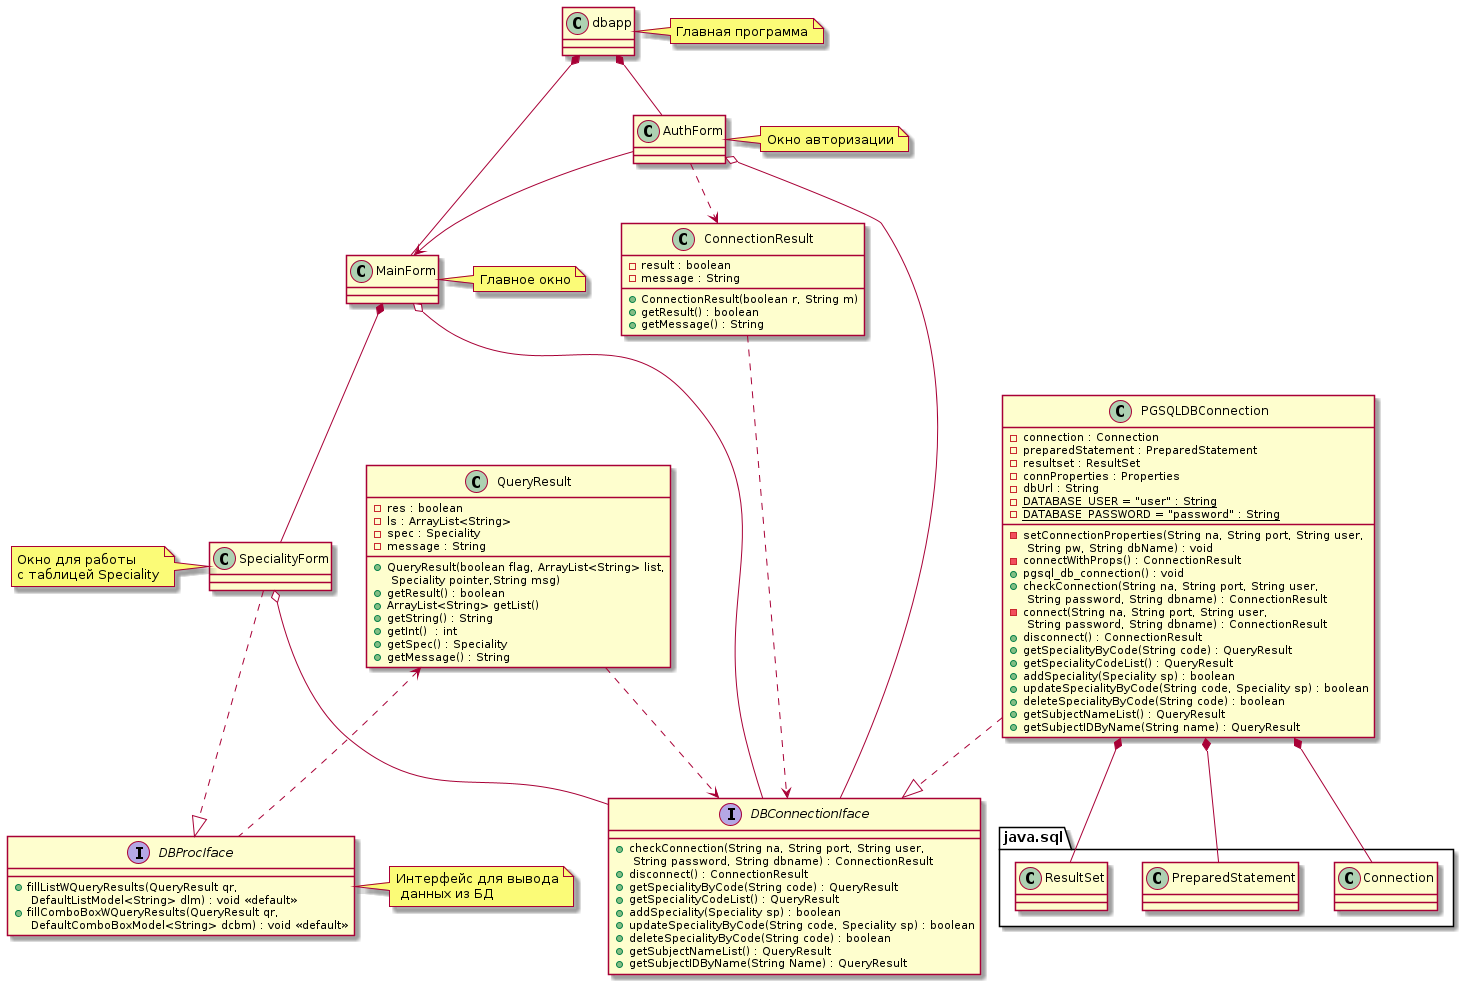 C dbapp
Главная программа
C AuthForm
Окно авторизации
C ConnectionResult
result : boolean
message : String
ConnectionResult(boolean r, String m)
getResult() : boolean
getMessage() : String
C MainForm
Главное окно
C PGSQLDBConnection
connection : Connection
preparedStatement : PreparedStatement
resultset : ResultSet
connProperties : Properties
dbUrl : String
DATABASE_USER = "user" : String
DATABASE_PASSWORD = "password" : String
setConnectionProperties(String na, String port, String user,
String pw, String dbName) : void
connectWithProps() : ConnectionResult
pgsql_db_connection() : void
checkConnection(String na, String port, String user,
String password, String dbname) : ConnectionResult
connect(String na, String port, String user,
String password, String dbname) : ConnectionResult
disconnect() : ConnectionResult
getSpecialityByCode(String code) : QueryResult
getSpecialityCodeList() : QueryResult
addSpeciality(Speciality sp) : boolean
updateSpecialityByCode(String code, Speciality sp) : boolean
deleteSpecialityByCode(String code) : boolean
getSubjectNameList() : QueryResult
getSubjectIDByName(String name) : QueryResult
C QueryResult
res : boolean
ls : ArrayList<String>
spec : Speciality
message : String
QueryResult(boolean flag, ArrayList<String> list,
Speciality pointer,String msg)
getResult() : boolean
ArrayList<String> getList()
getString() : String
getInt()  : int
getSpec() : Speciality
getMessage() : String
Окно для работы
с таблицей Speciality
C SpecialityForm
I DBProcIface
fillListWQueryResults(QueryResult qr,
DefaultListModel<String> dlm) : void «default»
fillComboBoxWQueryResults(QueryResult qr,
DefaultComboBoxModel<String> dcbm) : void «default»
Интерфейс для вывода
данных из БД
I DBConnectionIface
checkConnection(String na, String port, String user,
String password, String dbname) : ConnectionResult
disconnect() : ConnectionResult
getSpecialityByCode(String code) : QueryResult
getSpecialityCodeList() : QueryResult
addSpeciality(Speciality sp) : boolean
updateSpecialityByCode(String code, Speciality sp) : boolean
deleteSpecialityByCode(String code) : boolean
getSubjectNameList() : QueryResult
getSubjectIDByName(String Name) : QueryResult
java.sql
C ResultSet
C PreparedStatement
C Connection